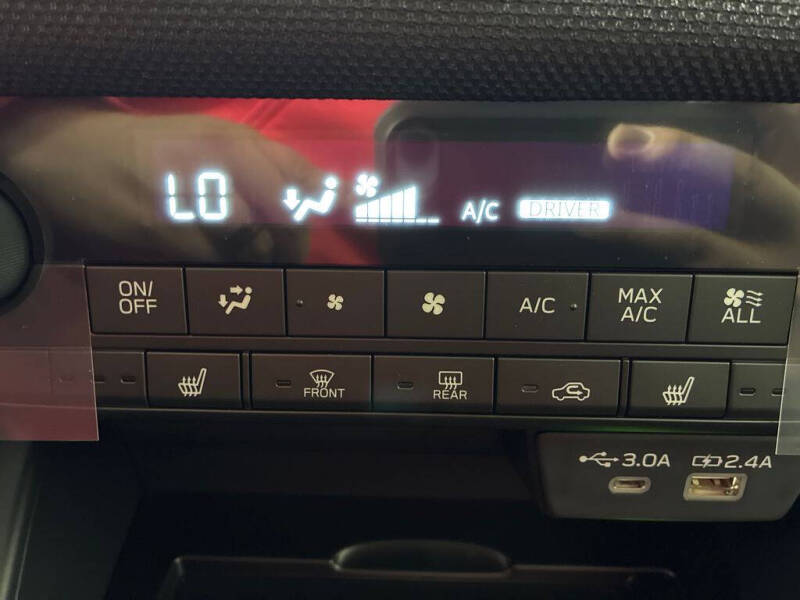 LO A/C DRIVER
ON/
OFF
A/C
MAX
A/C
ALL
FRONT
REAR
3.0A
2.4A